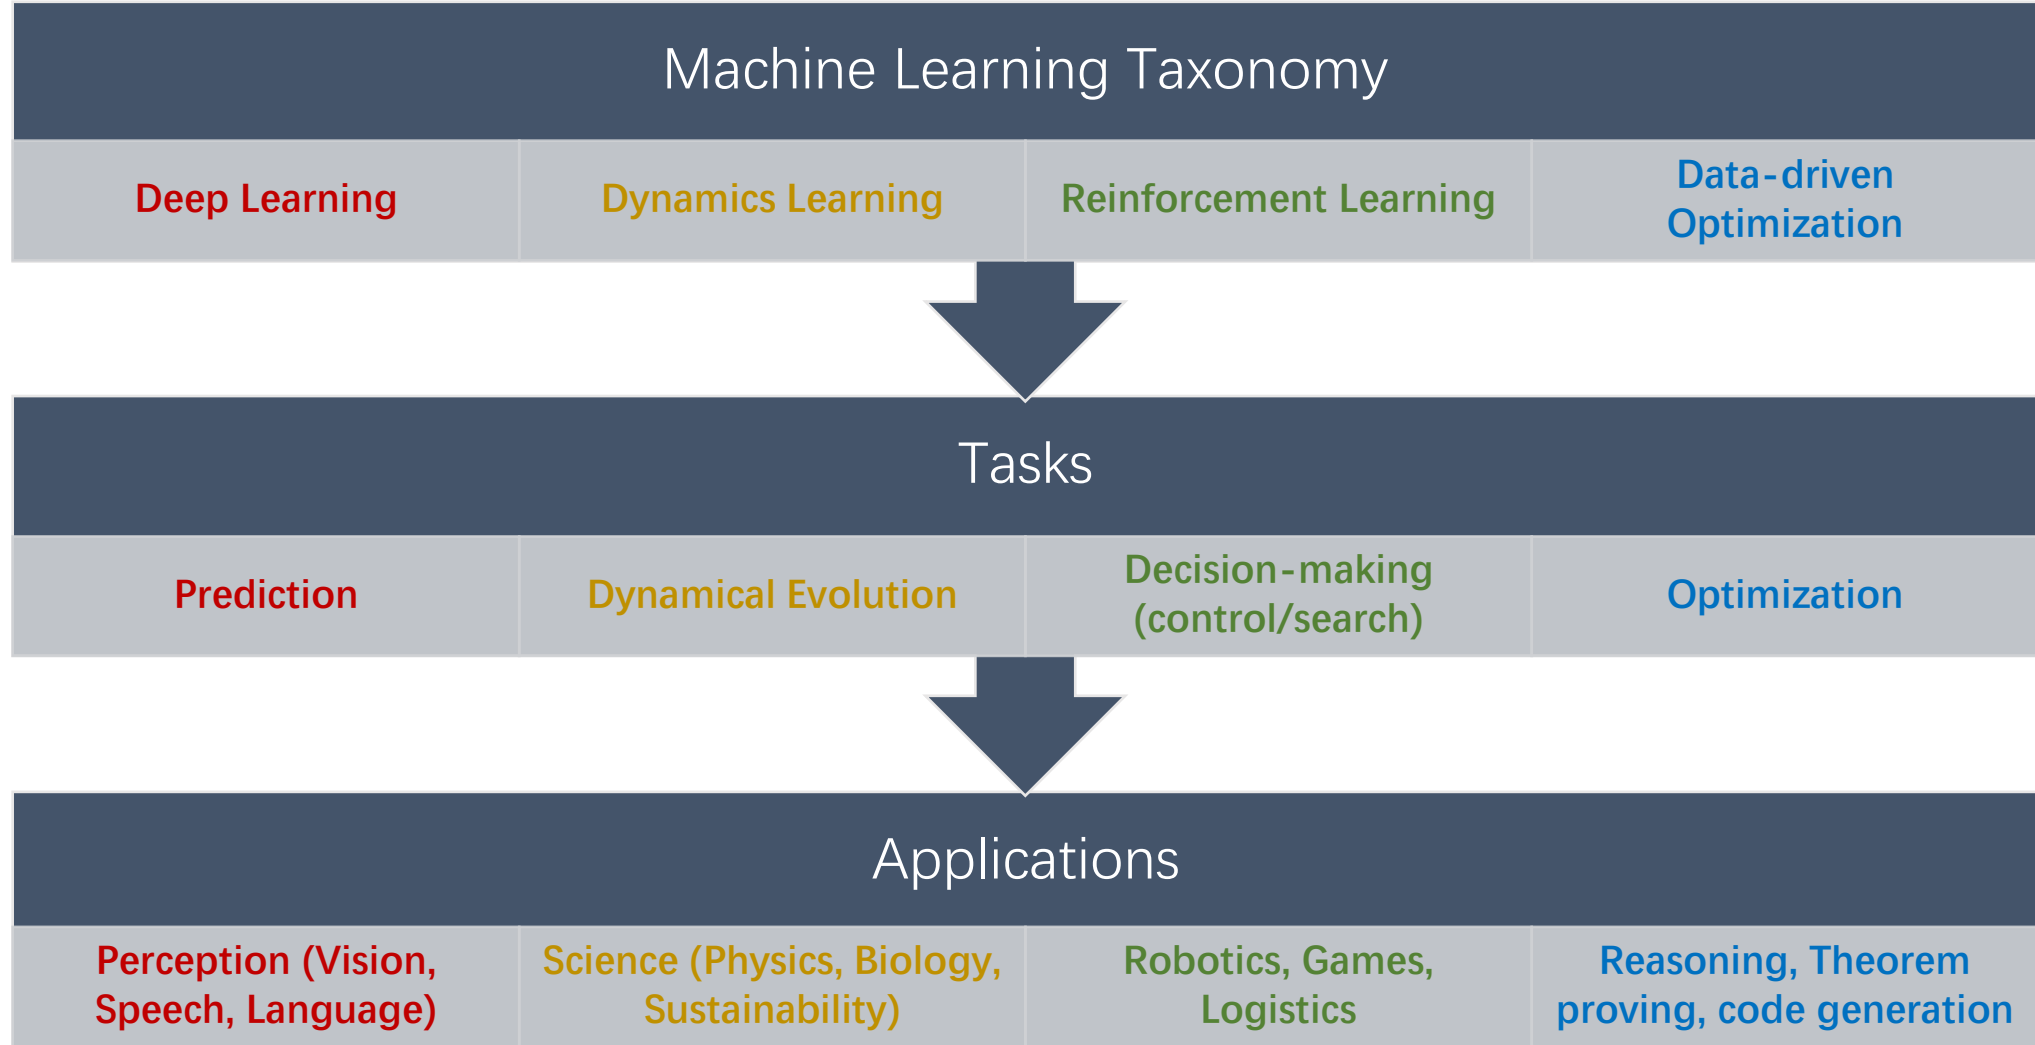 Machine Learning Taxonomy
Deep Learning
Dynamics Learning
Reinforcement Learning
Data-driven
Optimization
Tasks
Prediction
Dynamical Evolution
Decision-making
(control/search)
Optimization
Applications
Perception (Vision,
Speech, Language)
Science (Physics, Biology,
Sustainability)
Robotics, Games,
Logistics
Reasoning, Theorem
proving, code generation